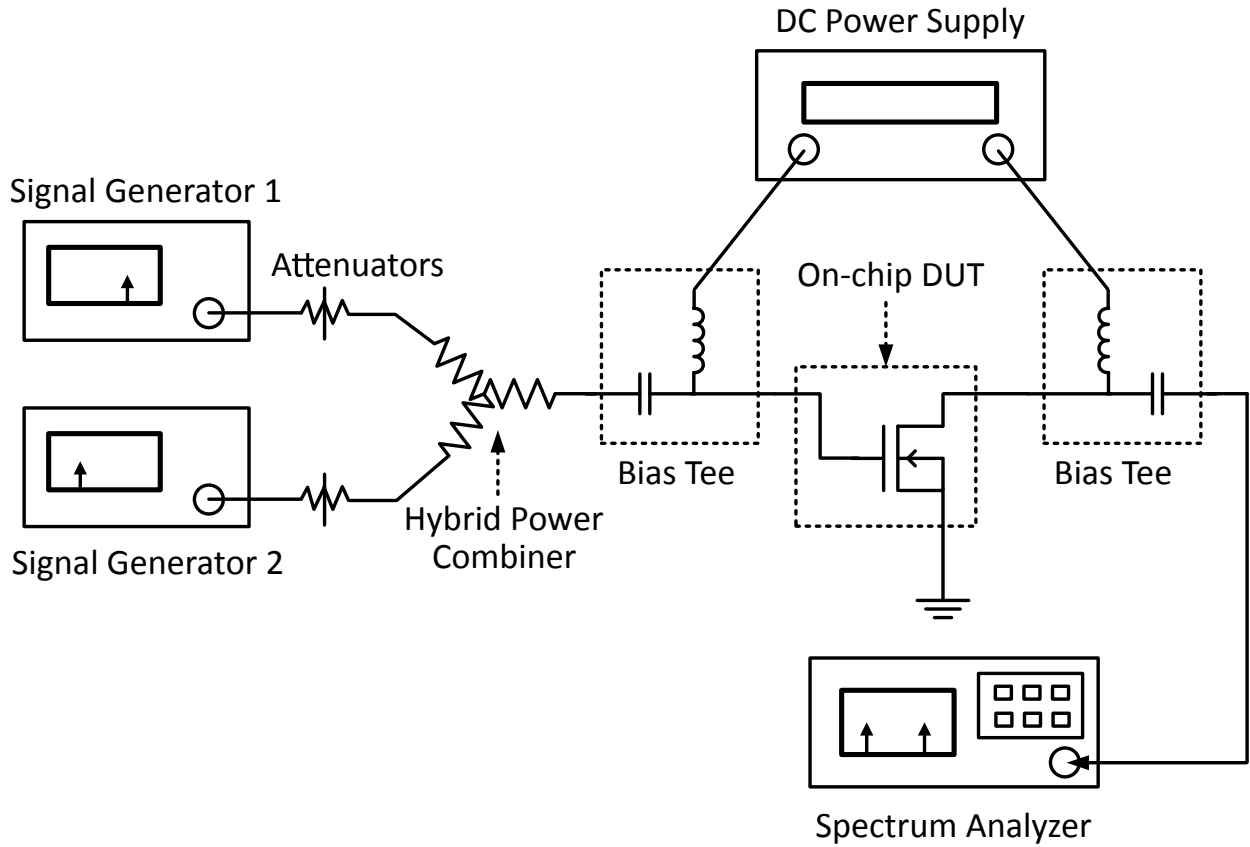 DC Power Supply
Signal Generator 1
Attenuators
On-chip DUT
Bias Tee
Bias Tee
Hybrid Power
Combiner
Signal Generator 2
Spectrum Analyzer